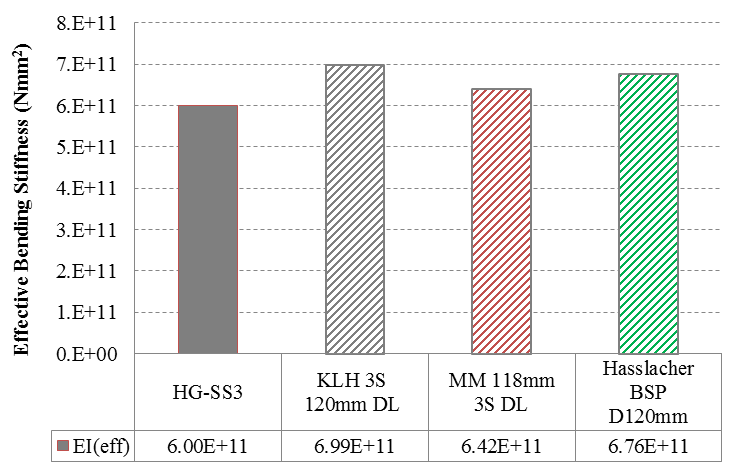 Effective Bending Stiffness (Nmm²)
8.E+11
7.E+11
6.E+11
5.E+11
4.E+11
3.E+11
2.E+11
1.E+11
0.E+00
HG-SS3
KLH 3S
120mm DL
MM 118mm
3S DL
Hasslacher
BSP
D120mm
EI(eff) 6.00E+11 6.99E+11 6.42E+11 6.76E+11